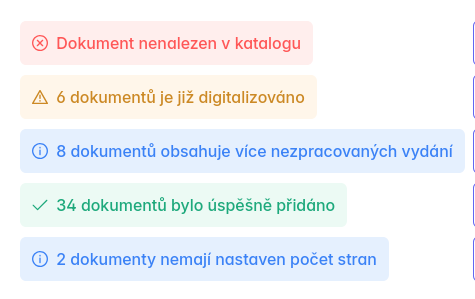 Dokument nenalezen v katalogu
6 dokumentů je již digitalizováno
8 dokumentů obsahuje více nezpracovaných vydání
34 dokumentů bylo úspěšně přidáno
2 dokumenty nemají nastaven počet stran